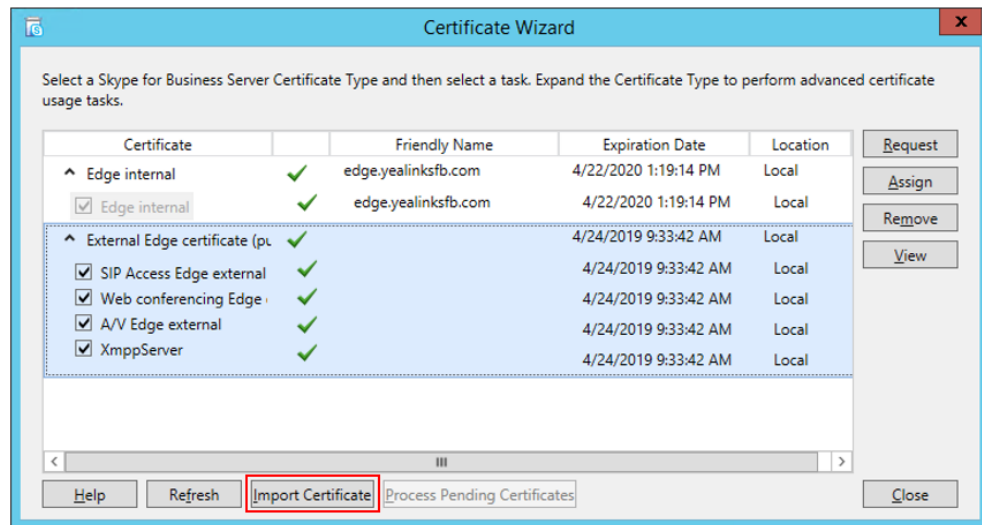 Certificate Wizard
x
Select a Skype for Business Server Certificate Type and then select a task. Expand the Certificate Type to perform advanced certificate
usage tasks.
Certificate Friendly Name Expiration Date Location
Edge internal edge.yealinksfb.com 4/22/2020 1:19:14 PM Local
Edge internal edge.yealinksfb.com 4/22/2020 1:19:14 PM Local
External Edge certificate (pu 4/24/2019 9:33:42 AM Local
SIP Access Edge external 4/24/2019 9:33:42 AM Local
Web conferencing Edge 4/24/2019 9:33:42 AM Local
A/V Edge external 4/24/2019 9:33:42 AM Local
XmppServer 4/24/2019 9:33:42 AM Local
Request
Assign
Remove
View
Help Refresh Import Certificate Process Pending Certificates Close